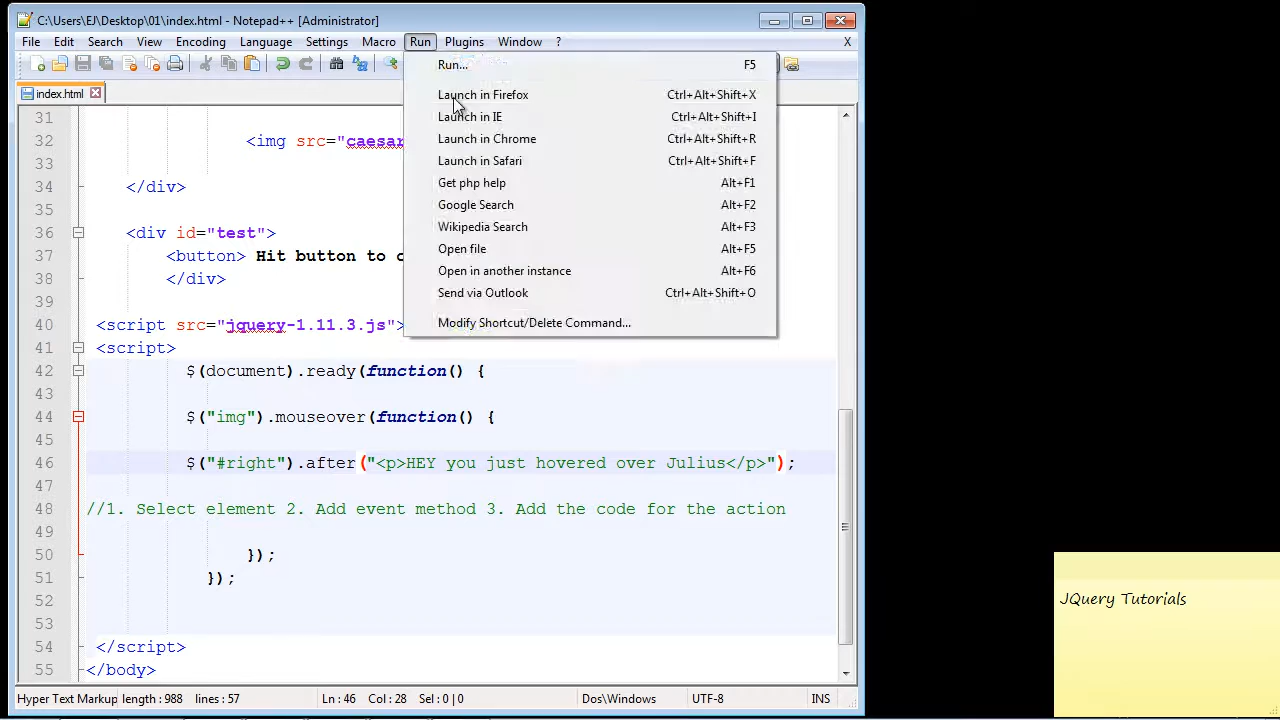 C:\Users\EJ\Desktop\01\index.html - Notepad++ [Administrator]
File Edit Search View Encoding Language Settings Macro Run Plugins Window ? X
index.html
Run... F5
Launch in Firefox Ctrl+Alt+Shift+X
Launch in IE Ctrl+Alt+Shift+I
Launch in Chrome Ctrl+Alt+Shift+R
Launch in Safari Ctrl+Alt+Shift+F
Get php help Alt+F1
Google Search Alt+F2
Wikipedia Search Alt+F3
Open file Alt+F5
Open in another instance Alt+F6
Send via Outlook Ctrl+Alt+Shift+O
Modify Shortcut/Delete Command...
31
32 <img src="caesar
33
34 </div>
35
36 <div id="test">
37 <button> Hit button to
38 </div>
39
40 <script src="jquery-1.11.3.js">
41 <script>
42 $(document).ready(function() {
43
44 $("img").mouseover(function() {
45
46 $("#right").after("<p>HEY you just hovered over Julius</p>");
47
48 //1. Select element 2. Add event method 3. Add the code for the action
49
50 });
51 });
52
53
54 </script>
55 </body>
Hyper Text Markup length : 988 lines : 57 Ln : 46 Col : 28 Sel : 0 | 0 Dos\Windows UTF-8 INS
JQuery Tutorials